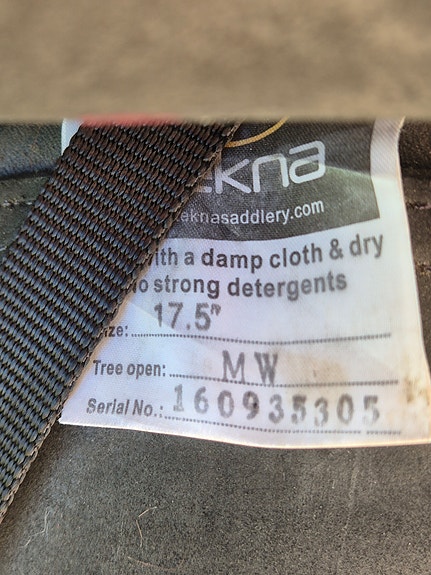 ekna
eknasaddlery.com
with a damp cloth & dry
No strong detergents
Size: 17.5"
Tree open: MW
Serial No.: 160935305